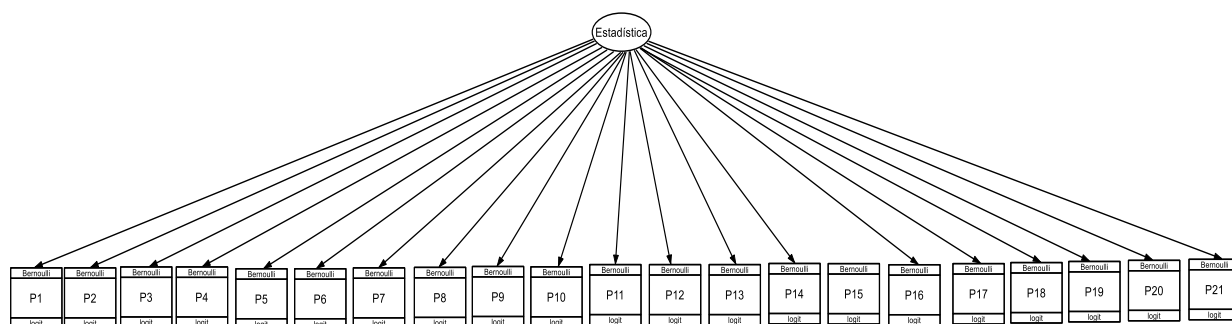 Estadística
Bernoulli Bernoulli Bernoulli Bernoulli Bernoulli Bernoulli Bernoulli Bernoulli Bernoulli Bernoulli Bernoulli Bernoulli Bernoulli Bernoulli Bernoulli Bernoulli Bernoulli Bernoulli Bernoulli Bernoulli Bernoulli
P1 P2 P3 P4 P5 P6 P7 P8 P9 P10 P11 P12 P13 P14 P15 P16 P17 P18 P19 P20 P21
logit logit logit logit logit logit logit logit logit logit logit logit logit logit logit logit logit logit logit logit logit